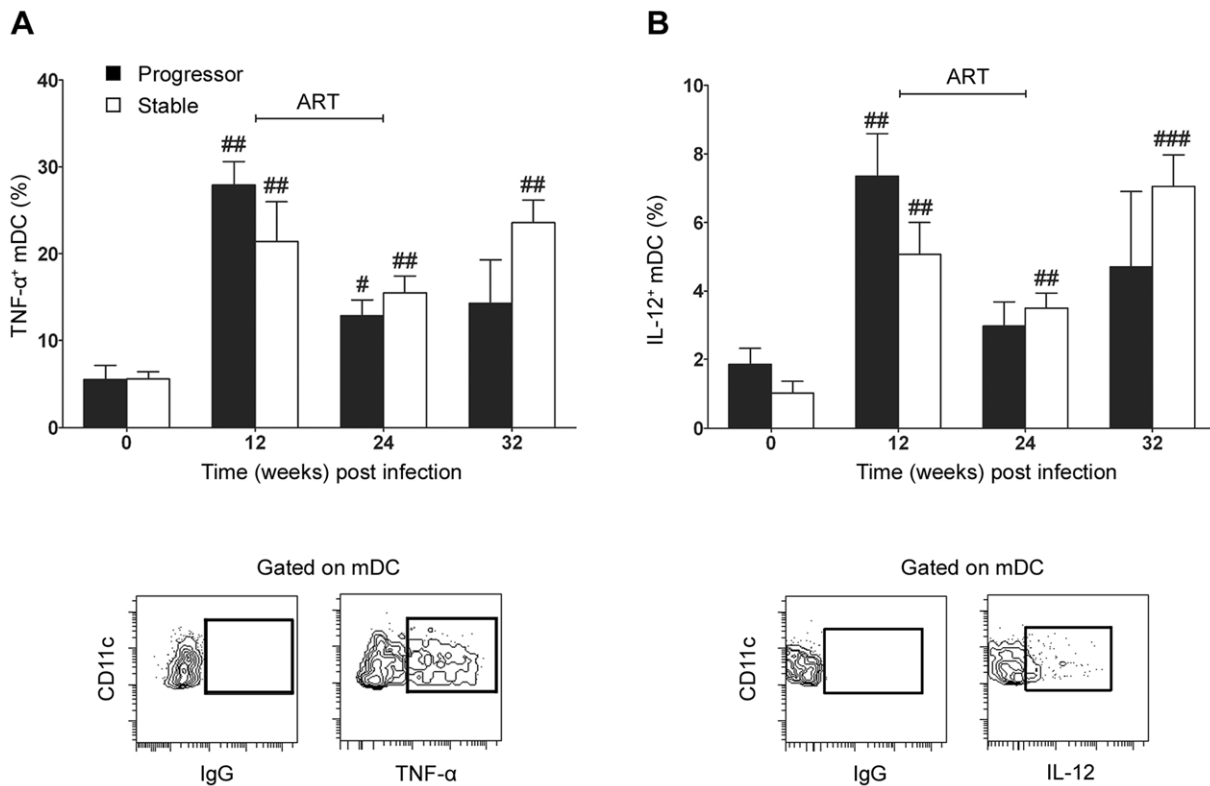 A
Progressor
Stable
ART
TNF-α⁺ mDC (%)
40
30
20
10
0
##
##
#
##
##
0 12 24 32
Time (weeks) post infection
B
ART
IL-12⁺ mDC (%)
10
8
6
4
2
0
##
##
##
###
0 12 24 32
Time (weeks) post infection
Gated on mDC
CD11c
IgG TNF-α
Gated on mDC
CD11c
IgG IL-12